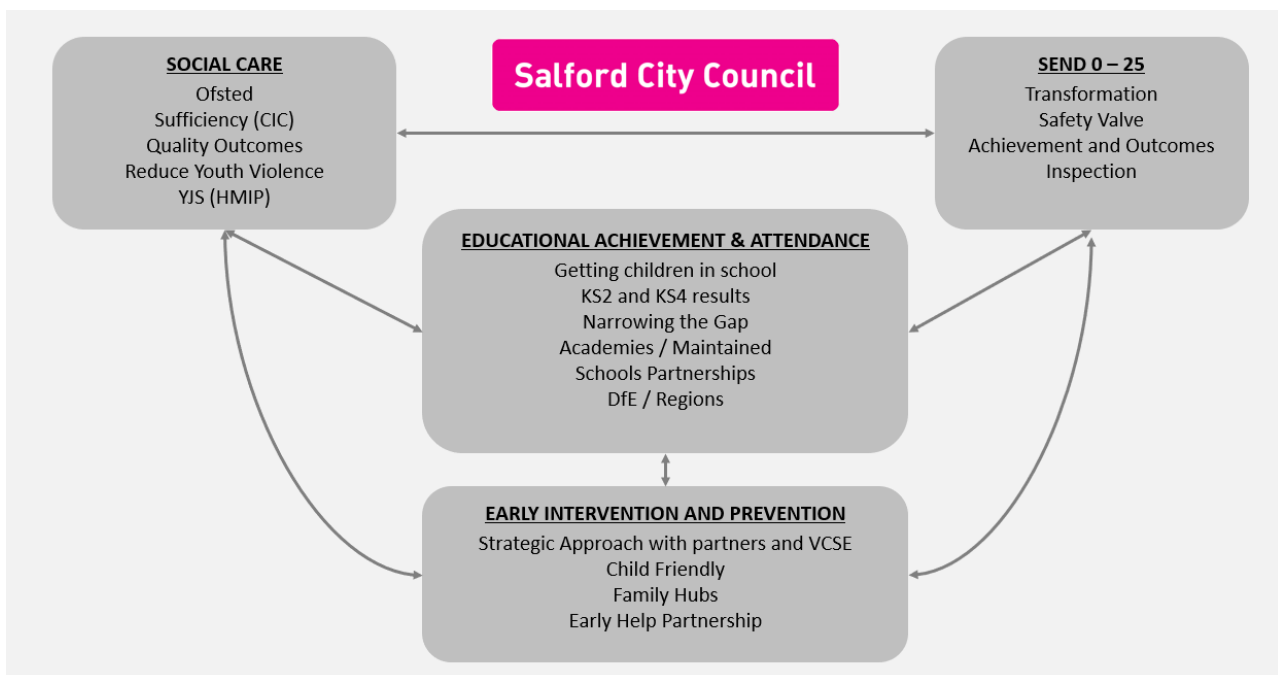 Salford City Council
SOCIAL CARE
Ofsted
Sufficiency (CIC)
Quality Outcomes
Reduce Youth Violence
YJS (HMIP)
SEND 0 – 25
Transformation
Safety Valve
Achievement and Outcomes
Inspection
EDUCATIONAL ACHIEVEMENT & ATTENDANCE
Getting children in school
KS2 and KS4 results
Narrowing the Gap
Academies / Maintained
Schools Partnerships
DfE / Regions
EARLY INTERVENTION AND PREVENTION
Strategic Approach with partners and VCSE
Child Friendly
Family Hubs
Early Help Partnership